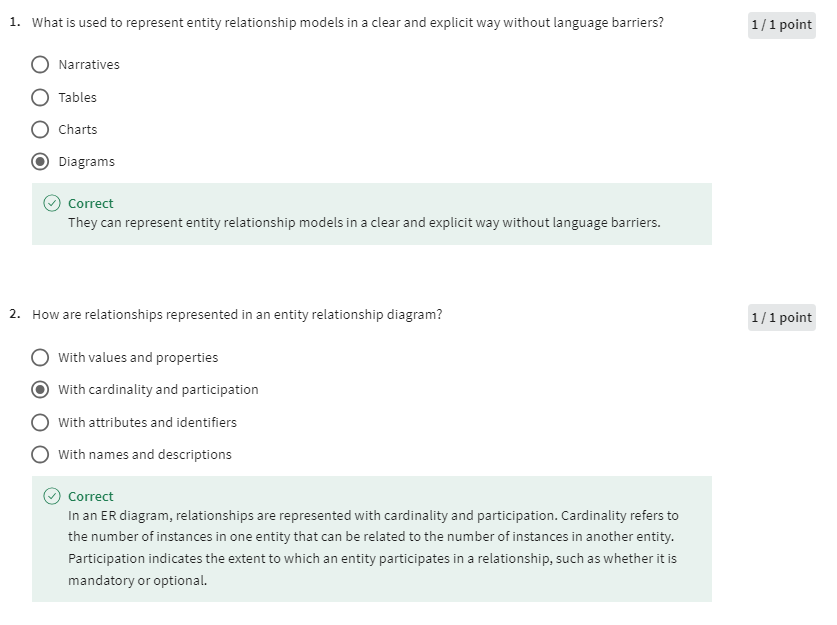 1. What is used to represent entity relationship models in a clear and explicit way without language barriers?
1 / 1 point
Narratives
Tables
Charts
Diagrams
Correct
They can represent entity relationship models in a clear and explicit way without language barriers.
2. How are relationships represented in an entity relationship diagram?
1 / 1 point
With values and properties
With cardinality and participation
With attributes and identifiers
With names and descriptions
Correct
In an ER diagram, relationships are represented with cardinality and participation. Cardinality refers to
the number of instances in one entity that can be related to the number of instances in another entity.
Participation indicates the extent to which an entity participates in a relationship, such as whether it is
mandatory or optional.